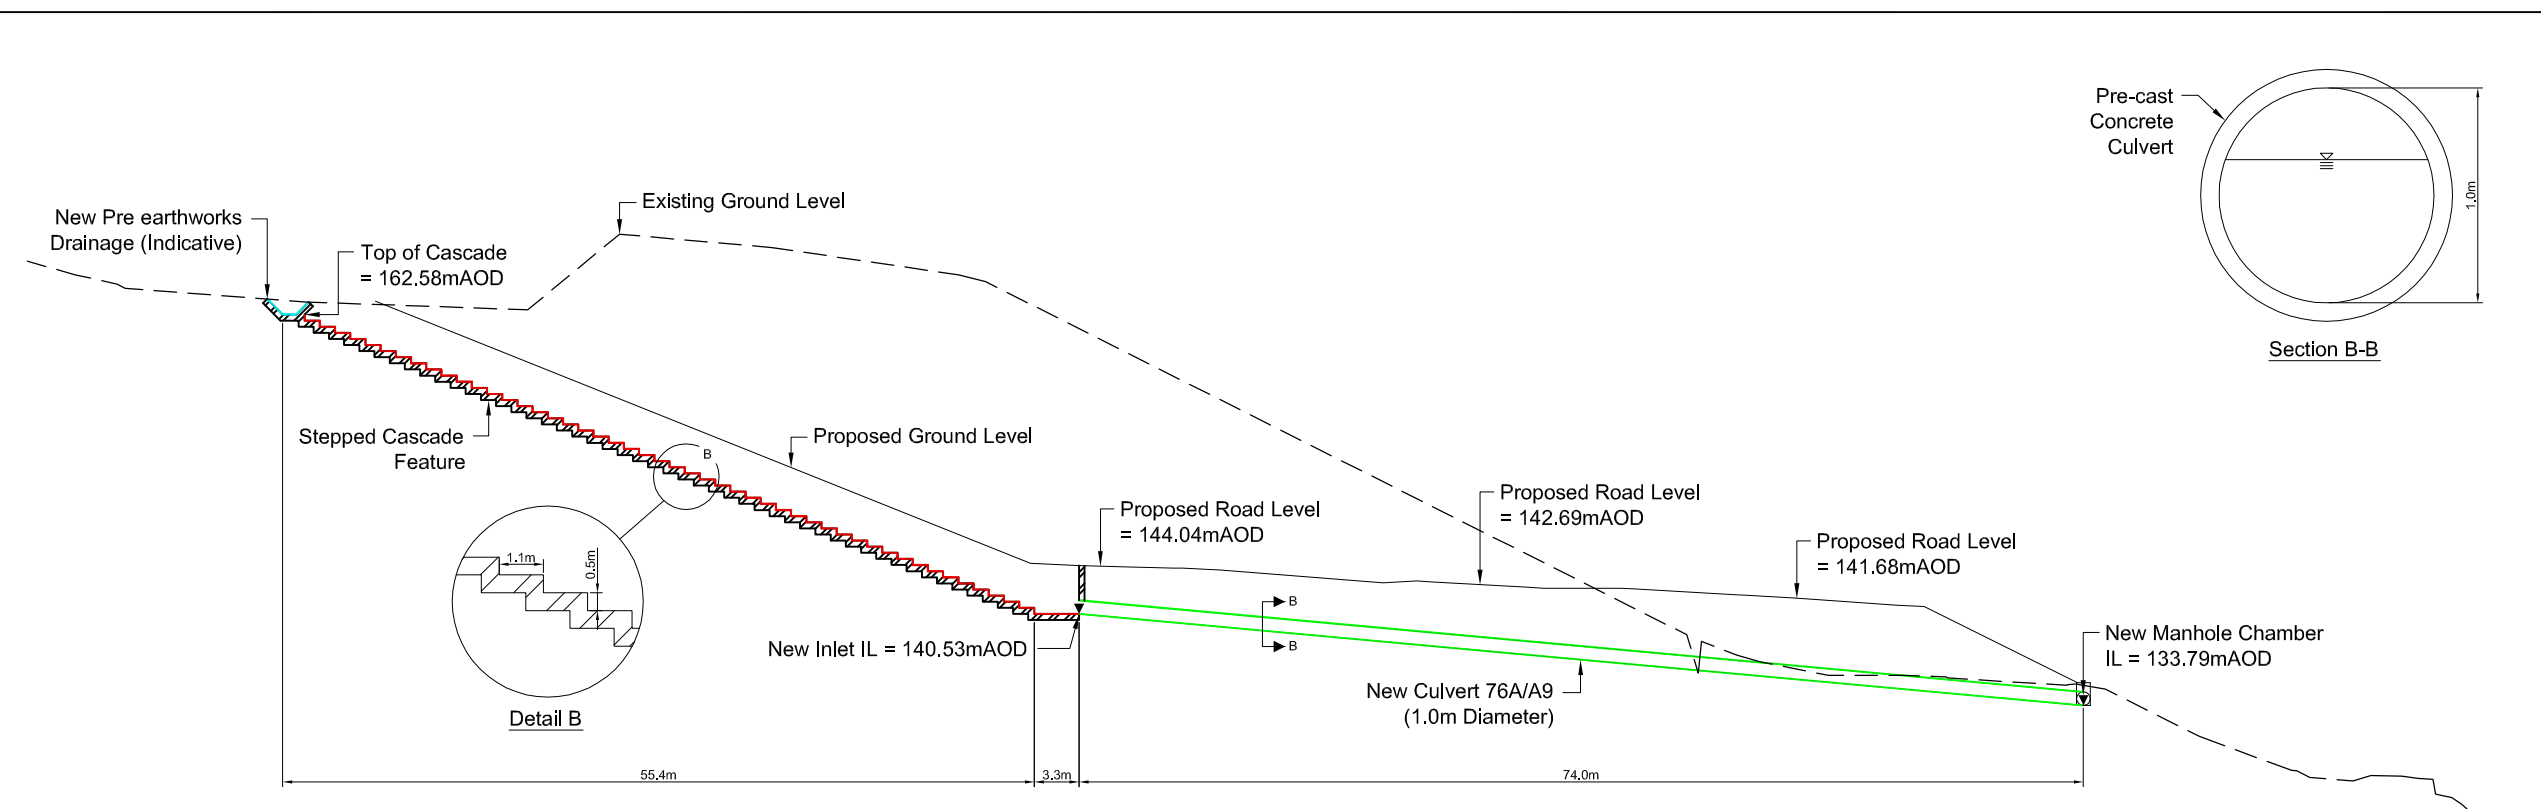 Pre-cast
Concrete
Culvert
1.0m
Section B-B
Existing Ground Level
New Pre earthworks
Drainage (Indicative)
Top of Cascade
= 162.58mAOD
Stepped Cascade
Feature
Proposed Ground Level
B
1.1m
0.5m
Detail B
Proposed Road Level
= 144.04mAOD
Proposed Road Level
= 142.69mAOD
Proposed Road Level
= 141.68mAOD
B
B
New Inlet IL = 140.53mAOD
New Manhole Chamber
IL = 133.79mAOD
New Culvert 76A/A9
(1.0m Diameter)
55.4m
3.3m
74.0m